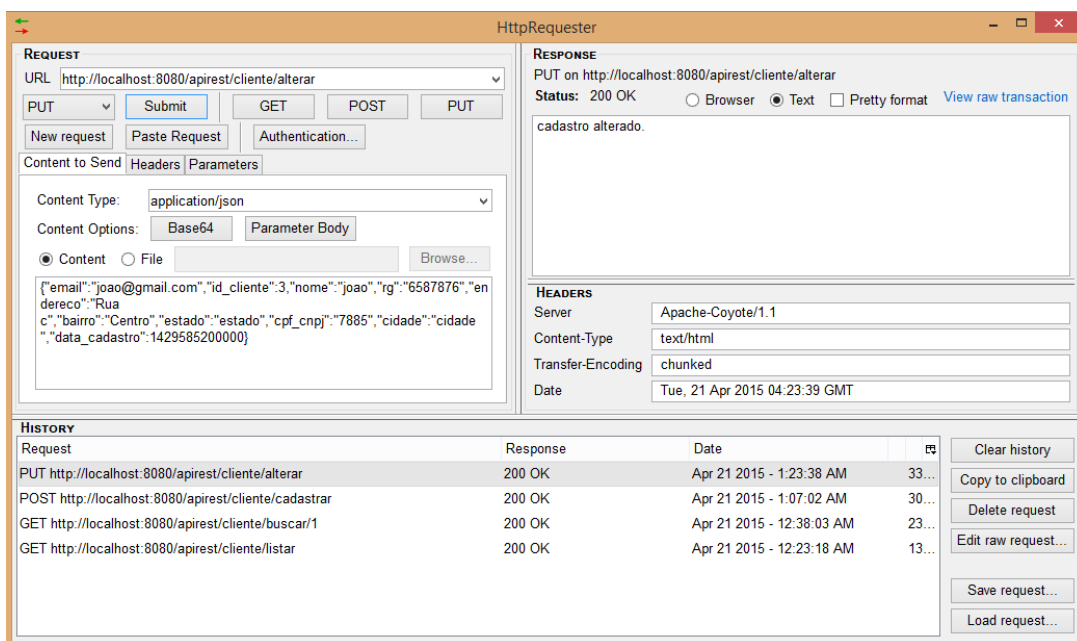 HttpRequester
REQUEST
URL http://localhost:8080/apirest/cliente/alterar
PUT Submit GET POST PUT
New request Paste Request Authentication...
Content to Send Headers Parameters
Content Type: application/json
Content Options: Base64 Parameter Body
Content File Browse...
{"email":"joao@gmail.com","id_cliente":3,"nome":"joao","rg":"6587876","en
dereco":"Rua
c","bairro":"Centro","estado":"estado","cpf_cnpj":"7885","cidade":"cidade
","data_cadastro":1429585200000}
RESPONSE
PUT on http://localhost:8080/apirest/cliente/alterar
Status: 200 OK Browser Text Pretty format View raw transaction
cadastro alterado.
HEADERS
Server Apache-Coyote/1.1
Content-Type text/html
Transfer-Encoding chunked
Date Tue, 21 Apr 2015 04:23:39 GMT
HISTORY
Request Response Date
PUT http://localhost:8080/apirest/cliente/alterar 200 OK Apr 21 2015 - 1:23:38 AM 33...
POST http://localhost:8080/apirest/cliente/cadastrar 200 OK Apr 21 2015 - 1:07:02 AM 30...
GET http://localhost:8080/apirest/cliente/buscar/1 200 OK Apr 21 2015 - 12:38:03 AM 23...
GET http://localhost:8080/apirest/cliente/listar 200 OK Apr 21 2015 - 12:23:18 AM 13...
Clear history
Copy to clipboard
Delete request
Edit raw request...
Save request...
Load request...